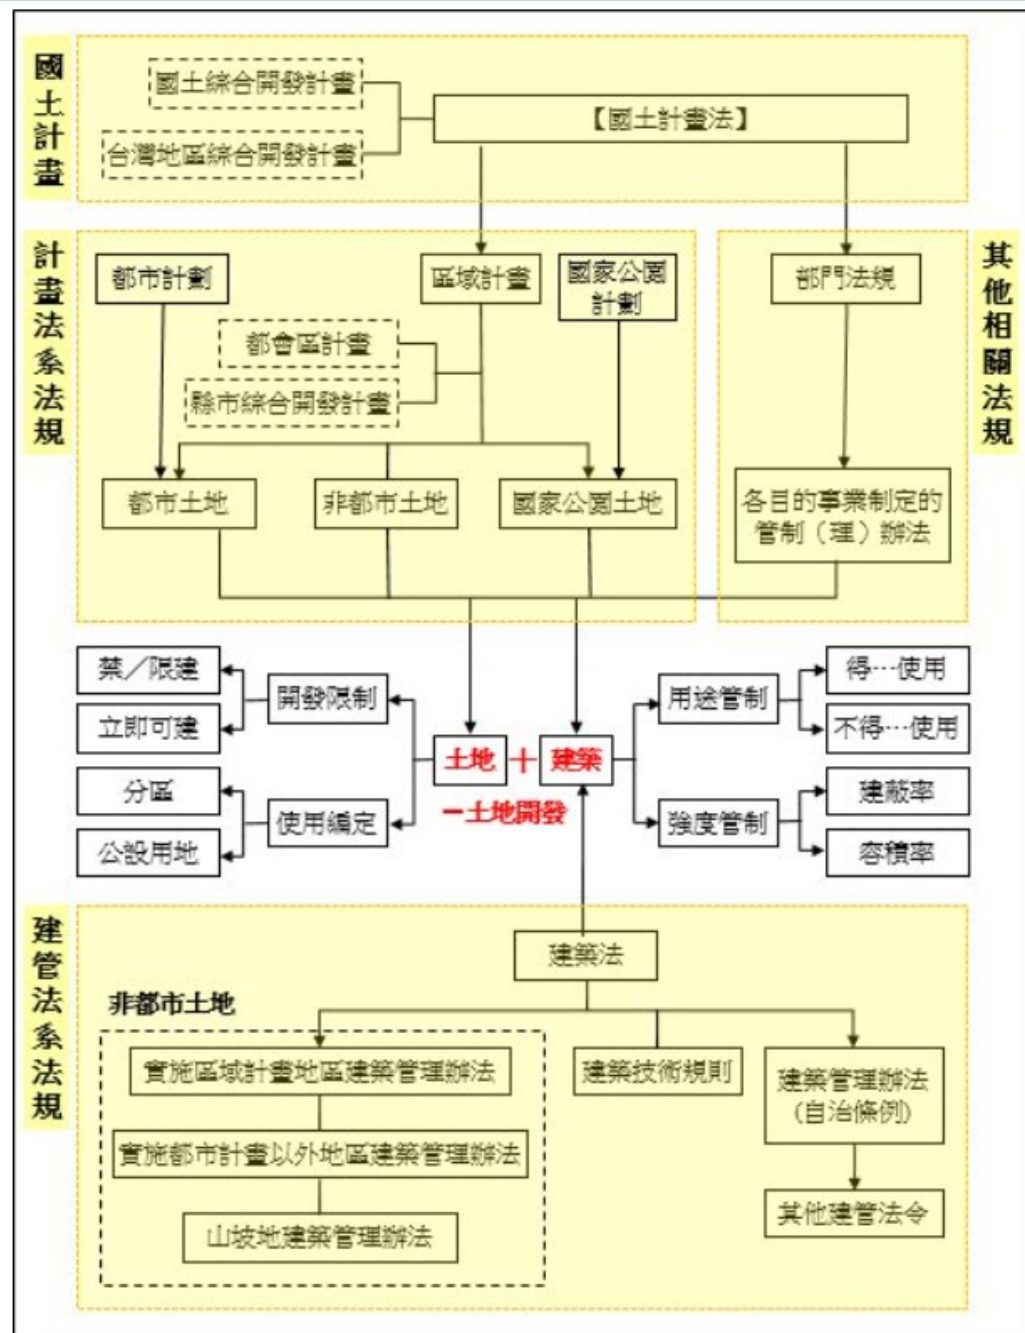 國土計畫
國土綜合開發計畫
【國土計畫法】
台灣地區綜合開發計畫
計畫法系法規
都市計劃
區域計畫
國家公園
計劃
都會區計畫
縣市綜合開發計畫
都市土地
非都市土地
國家公園土地
其他相關法規
部門法規
各目的事業制定的
管制（理）辦法
禁／限建
立即可建
開發限制
分區
公設用地
使用編定
土地
＋
建築
－土地開發
用途管制
得…使用
不得…使用
強度管制
建蔽率
容積率
建管法系法規
建築法
非都市土地
實施區域計畫地區建築管理辦法
實施都市計畫以外地區建築管理辦法
山坡地建築管理辦法
建築技術規則
建築管理辦法
(自治條例)
其他建管法令